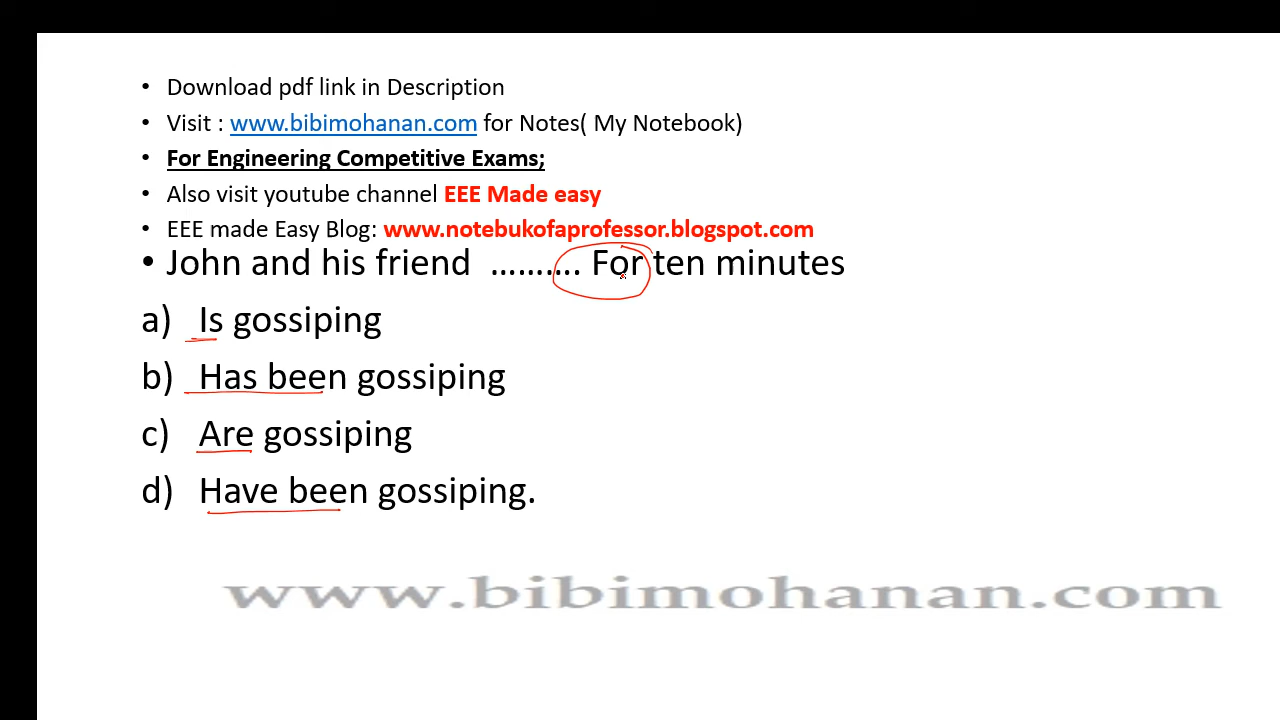 • Download pdf link in Description
• Visit : www.bibimohanan.com for Notes( My Notebook)
• For Engineering Competitive Exams;
• Also visit youtube channel EEE Made easy
• EEE made Easy Blog: www.notebukofaprofessor.blogspot.com
• John and his friend ………. For ten minutes
a) Is gossiping
b) Has been gossiping
c) Are gossiping
d) Have been gossiping.
www.bibimohanan.com